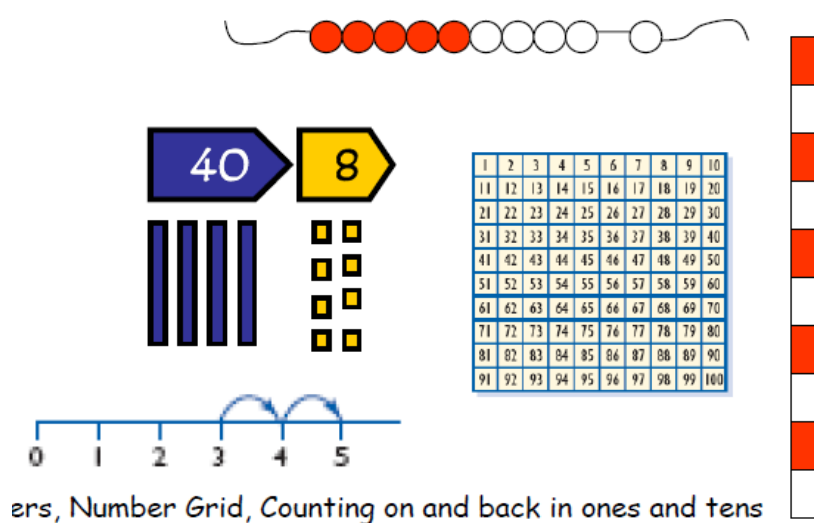 40 8
1 2 3 4 5 6 7 8 9 10
11 12 13 14 15 16 17 18 19 20
21 22 23 24 25 26 27 28 29 30
31 32 33 34 35 36 37 38 39 40
41 42 43 44 45 46 47 48 49 50
51 52 53 54 55 56 57 58 59 60
61 62 63 64 65 66 67 68 69 70
71 72 73 74 75 76 77 78 79 80
81 82 83 84 85 86 87 88 89 90
91 92 93 94 95 96 97 98 99 100
0 1 2 3 4 5
ers, Number Grid, Counting on and back in ones and tens